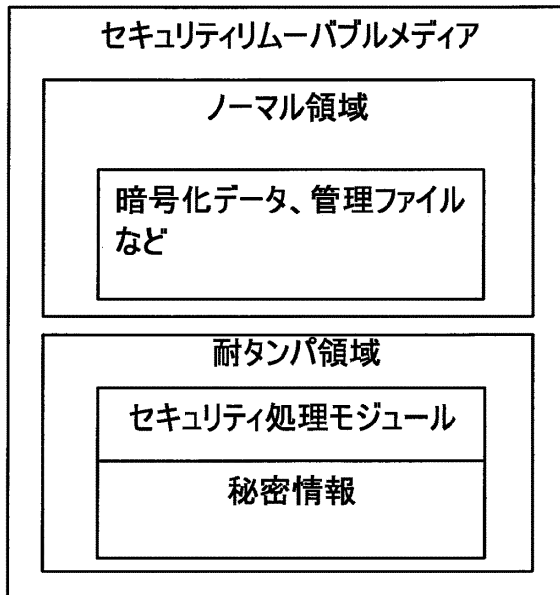 セキュリティリムーバブルメディア
ノーマル領域
暗号化データ、管理ファイル
など
耐タンパ領域
セキュリティ処理モジュール
秘密情報